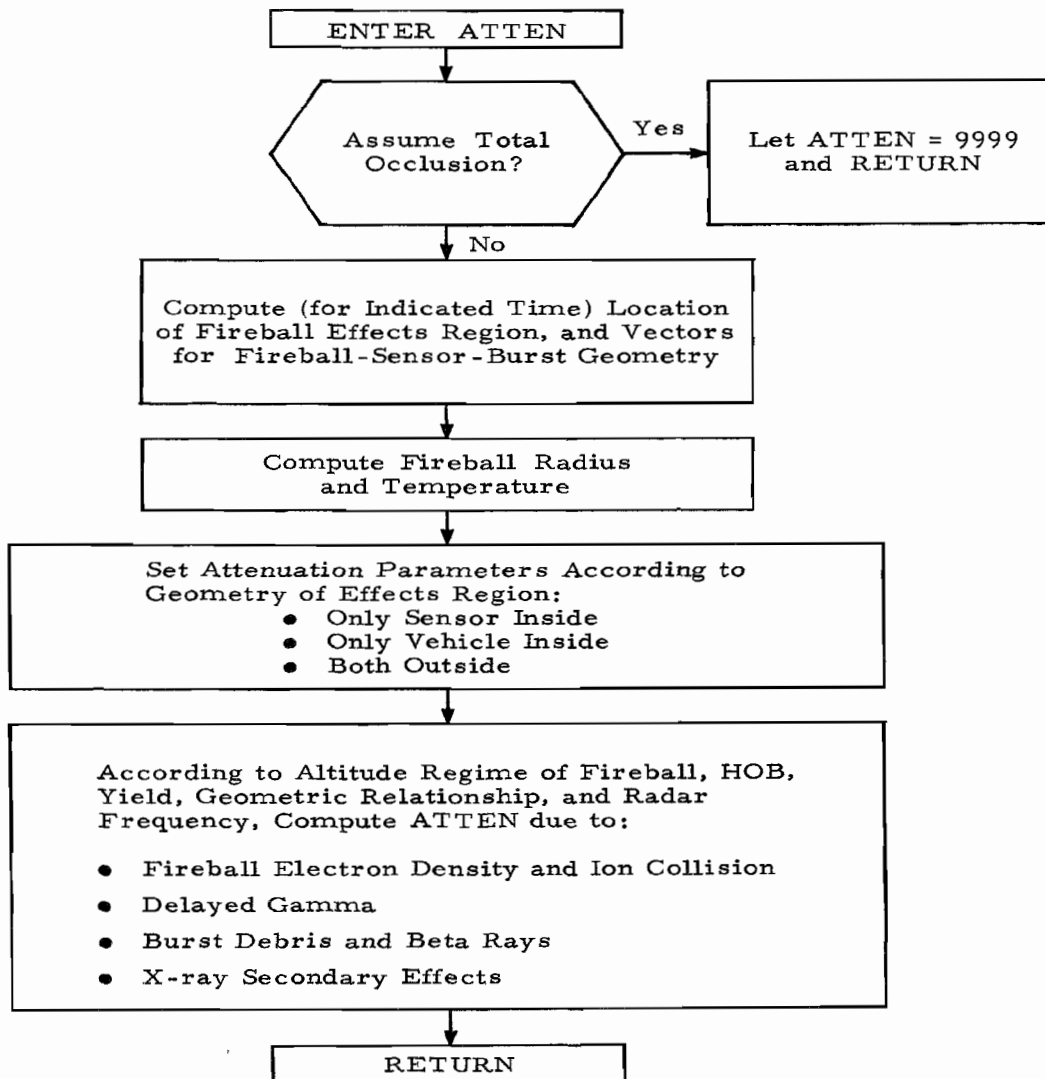 ENTER ATTEN
Assume Total
Occlusion?
Yes
Let ATTEN = 9999
and RETURN
No
Compute (for Indicated Time) Location
of Fireball Effects Region, and Vectors
for Fireball-Sensor-Burst Geometry
Compute Fireball Radius
and Temperature
Set Attenuation Parameters According to
Geometry of Effects Region:
• Only Sensor Inside
• Only Vehicle Inside
• Both Outside
According to Altitude Regime of Fireball, HOB,
Yield, Geometric Relationship, and Radar
Frequency, Compute ATTEN due to:
• Fireball Electron Density and Ion Collision
• Delayed Gamma
• Burst Debris and Beta Rays
• X-ray Secondary Effects
RETURN